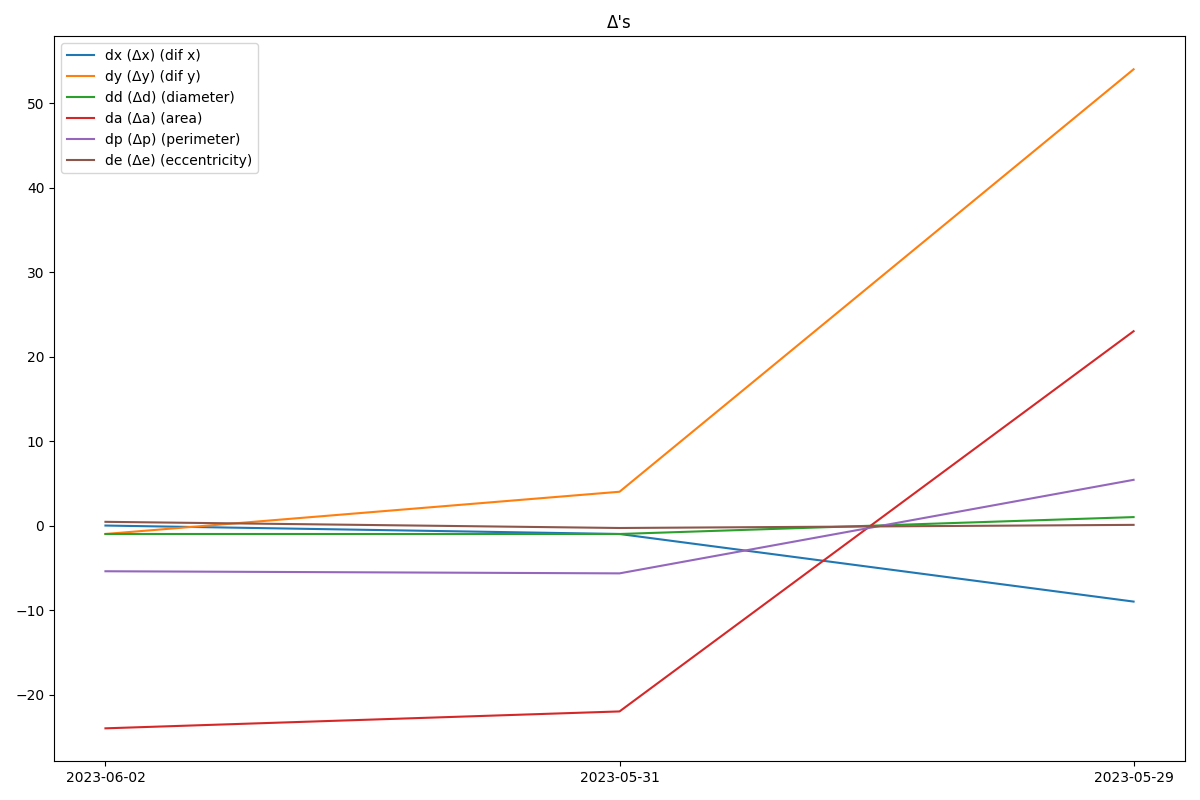 Δ's
dx (Δx) (dif x)
dy (Δy) (dif y)
dd (Δd) (diameter)
da (Δa) (area)
dp (Δp) (perimeter)
de (Δe) (eccentricity)
50
40
30
20
10
0
−10
−20
2023-06-02 2023-05-31 2023-05-29